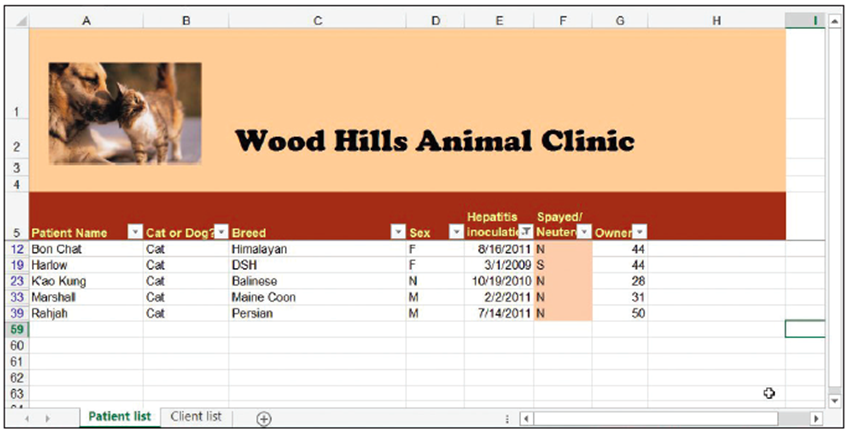 A B C D E F G H I
1
2 Wood Hills Animal Clinic
3
4
Hepatitis Spayed/
5 Patient Name Cat or Dog? Breed Sex Inoculatio Neuter Owner
12 Bon Chat Cat Himalayan F 8/16/2011 N 44
19 Harlow Cat DSH F 3/1/2009 S 44
23 K'ao Kung Cat Balinese N 10/19/2010 N 28
33 Marshall Cat Maine Coon M 2/2/2011 N 31
39 Rahjah Cat Persian M 7/14/2011 N 50
59
60
61
62
63
64
Patient list Client list